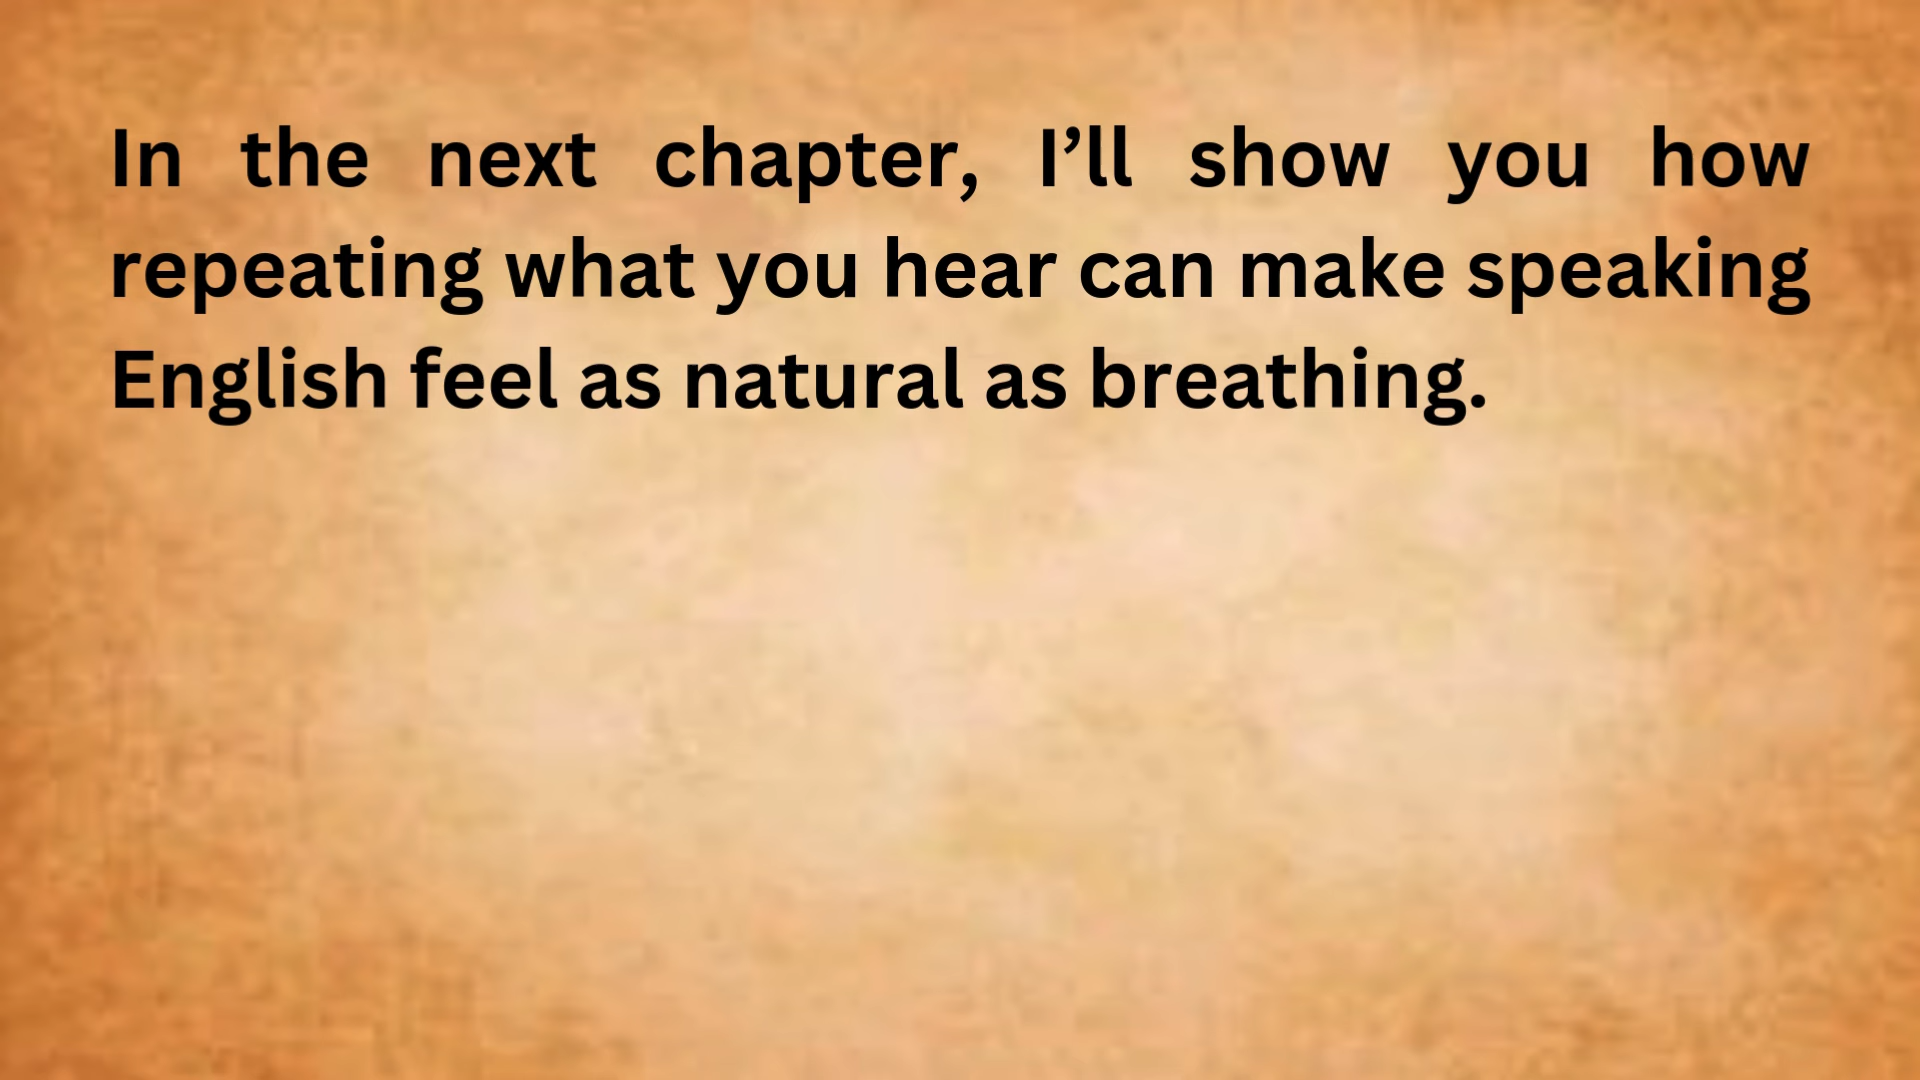 In the next chapter, I’ll show you how
repeating what you hear can make speaking
English feel as natural as breathing.